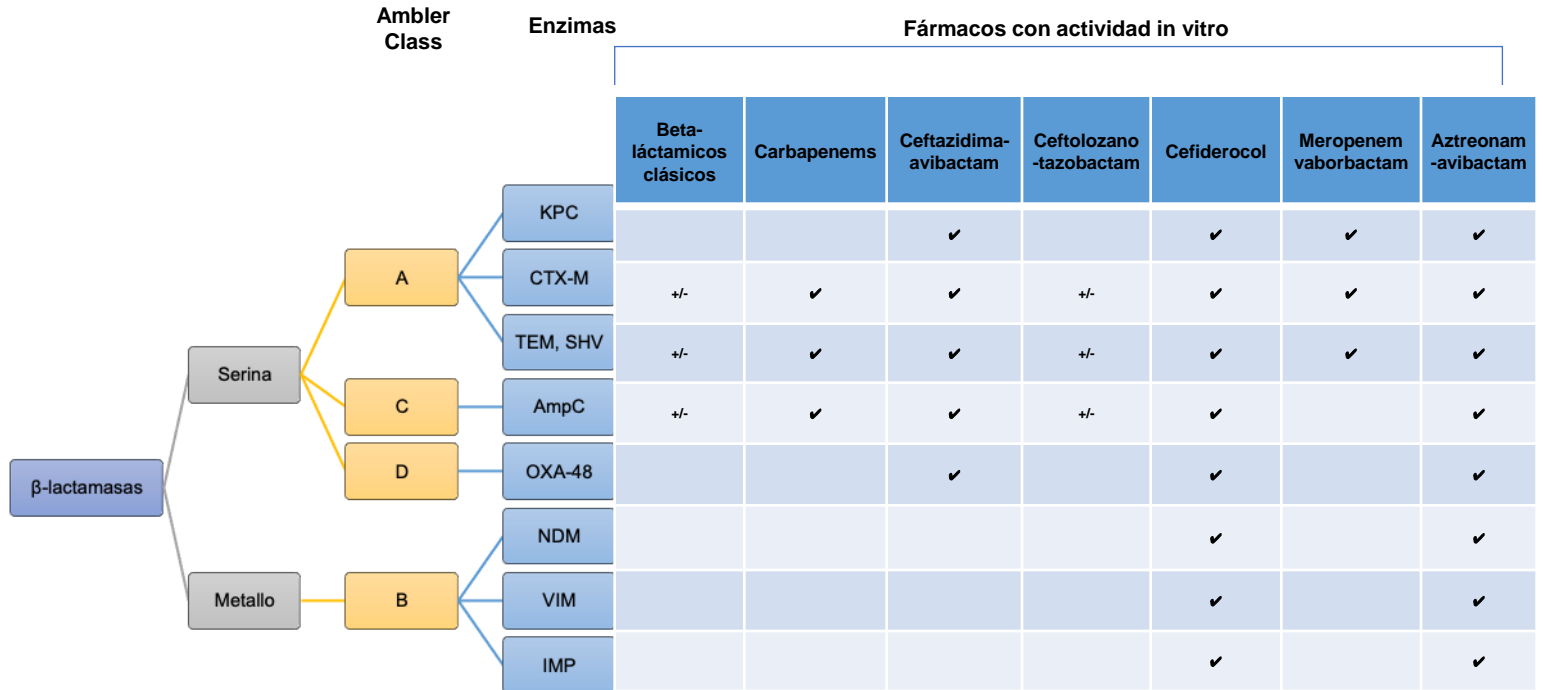 Ambler
Class
Enzimas
Fármacos con actividad in vitro
Beta-
láctamicos
clásicos
Carbapenems
Ceftazidima-
avibactam
Ceftolozano
-tazobactam
Cefiderocol
Meropenem
vaborbactam
Aztreonam
-avibactam
β-lactamasas
Serina
Metallo
A
C
D
B
KPC
✔ ✔ ✔ ✔
CTX-M
+/- ✔ ✔ +/- ✔ ✔ ✔
TEM, SHV
+/- ✔ ✔ +/- ✔ ✔ ✔
AmpC
+/- ✔ ✔ +/- ✔ ✔
OXA-48
✔ ✔ ✔
NDM
✔ ✔
VIM
✔ ✔
IMP
✔ ✔